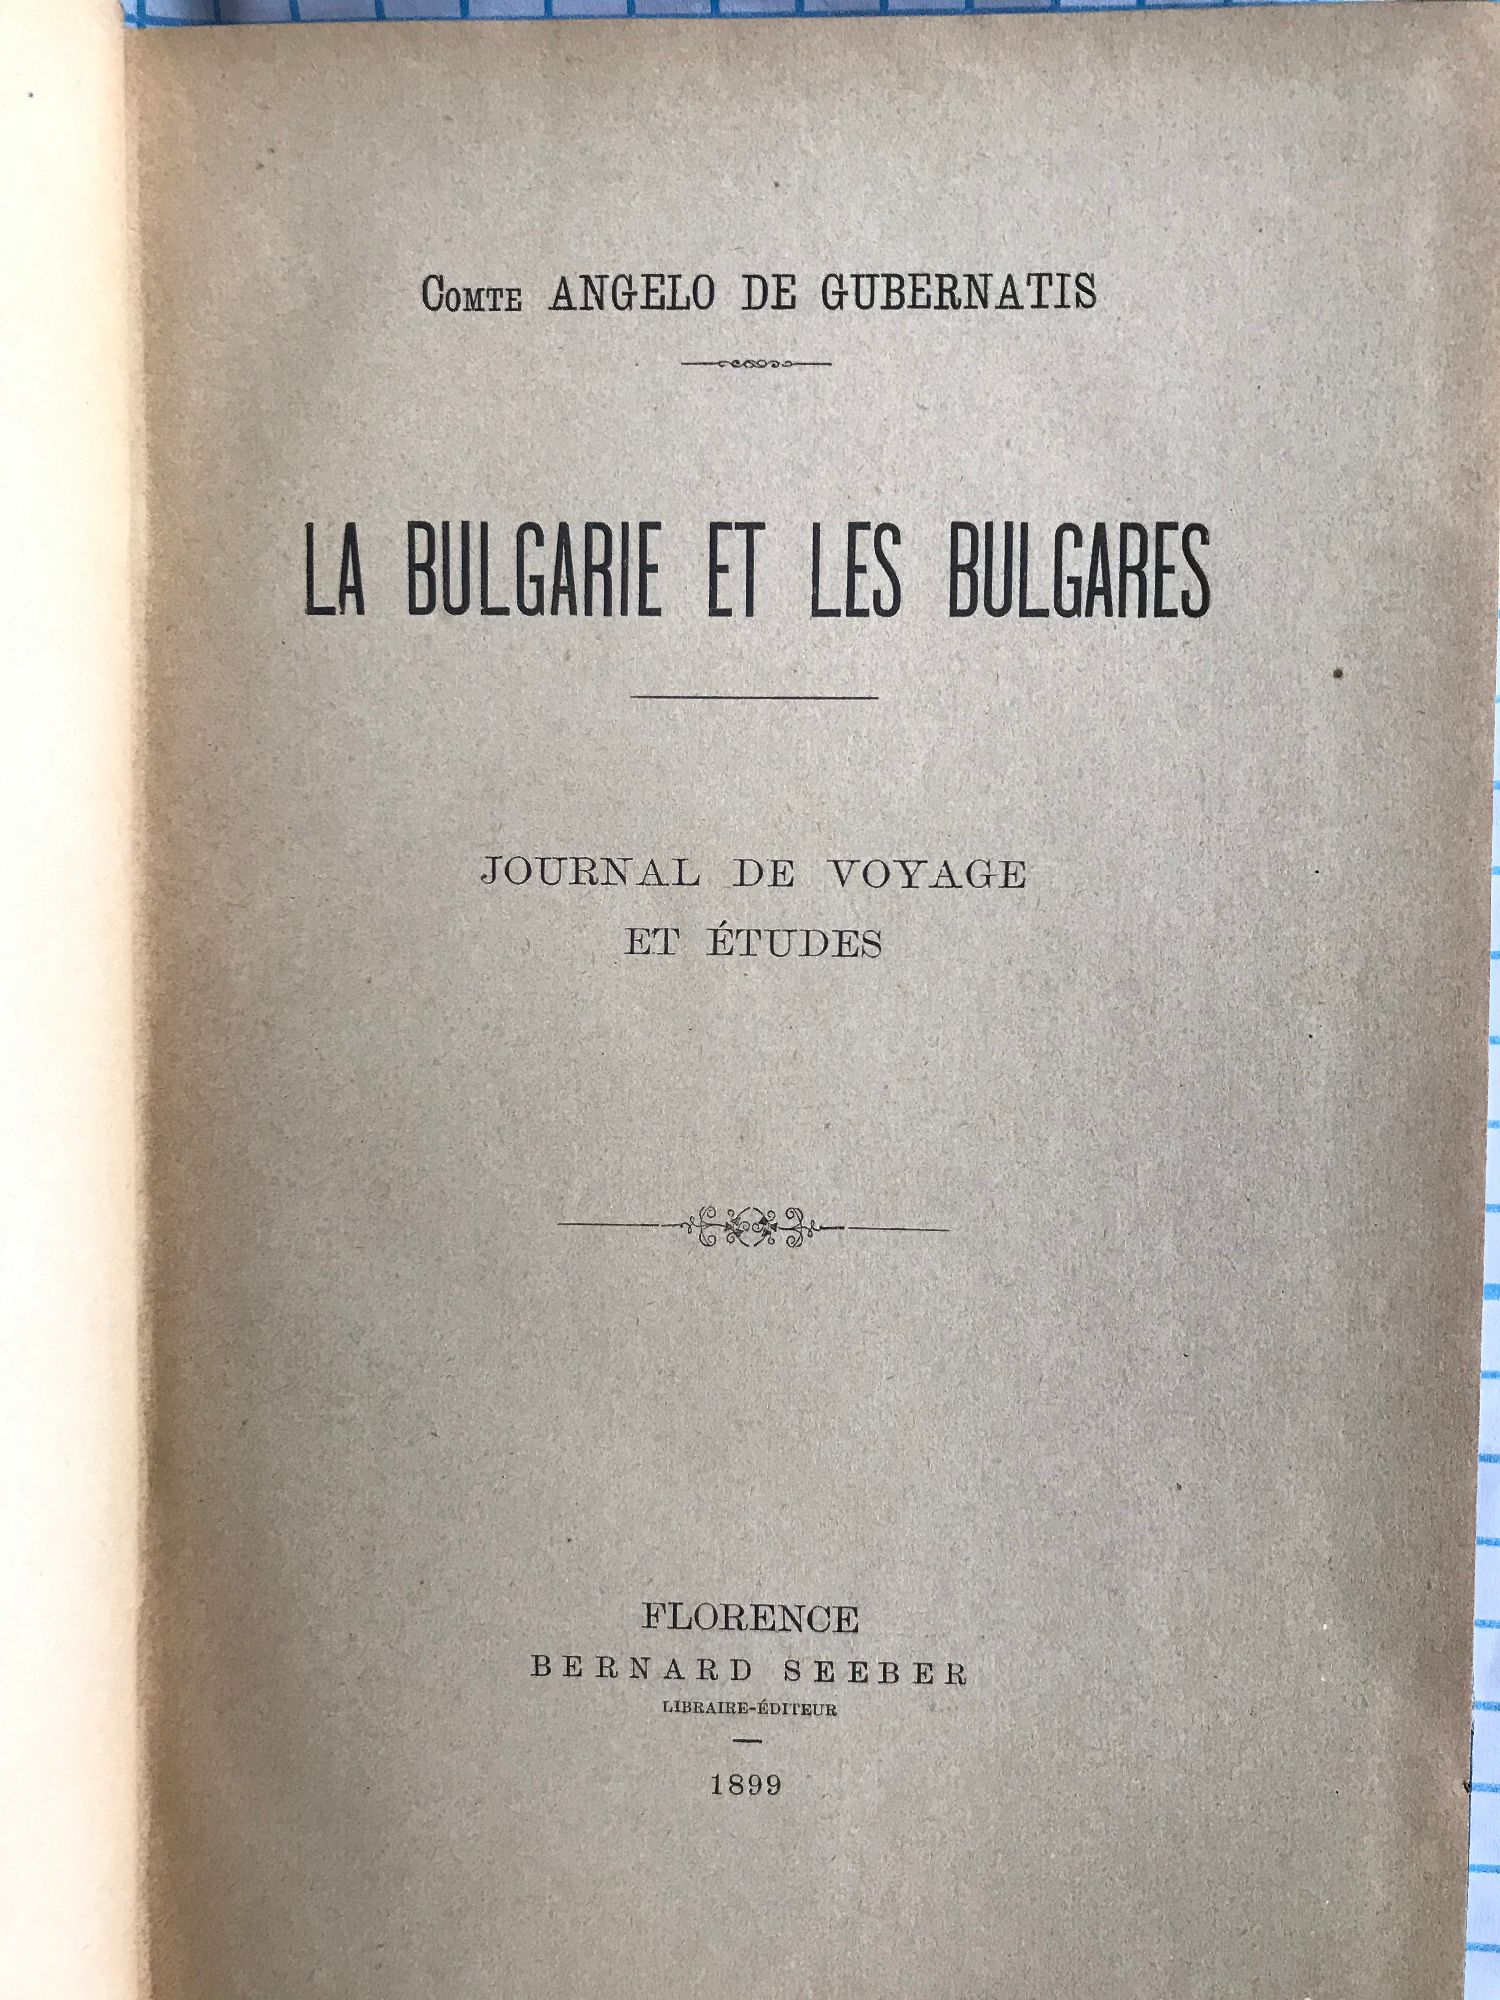 Comte ANGELO DE GUBERNATIS
LA BULGARIE ET LES BULGARES
JOURNAL DE VOYAGE
ET ÉTUDES
FLORENCE
BERNARD SEEBER
LIBRAIRE-ÉDITEUR
1899